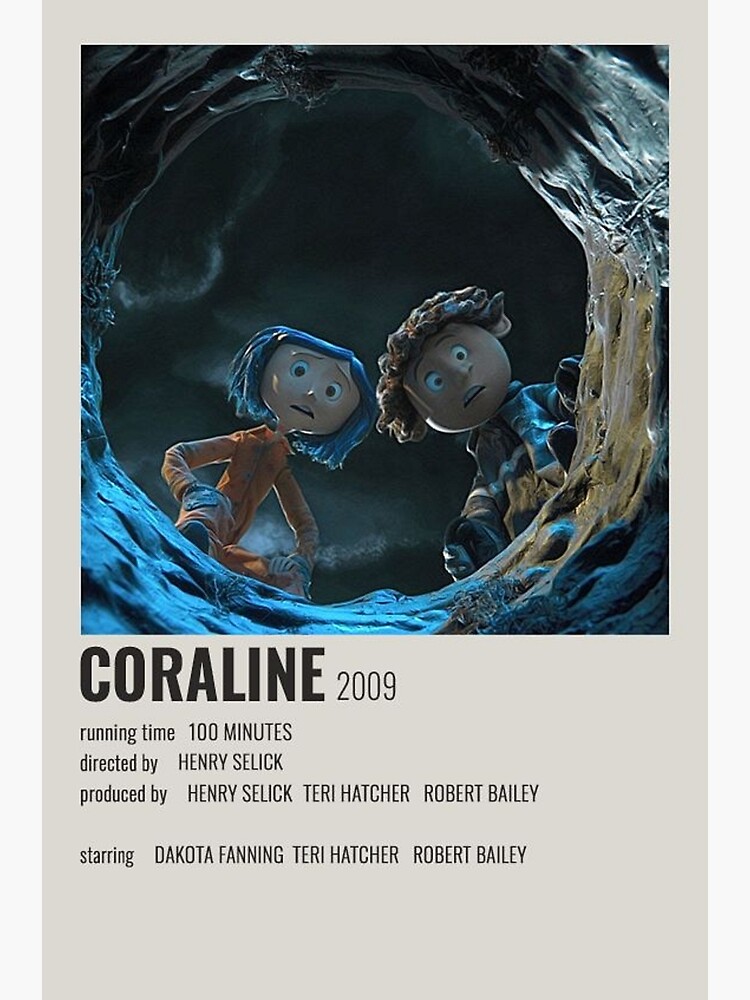 CORALINE 2009
running time 100 MINUTES
directed by HENRY SELICK
produced by HENRY SELICK TERI HATCHER ROBERT BAILEY
starring DAKOTA FANNING TERI HATCHER ROBERT BAILEY